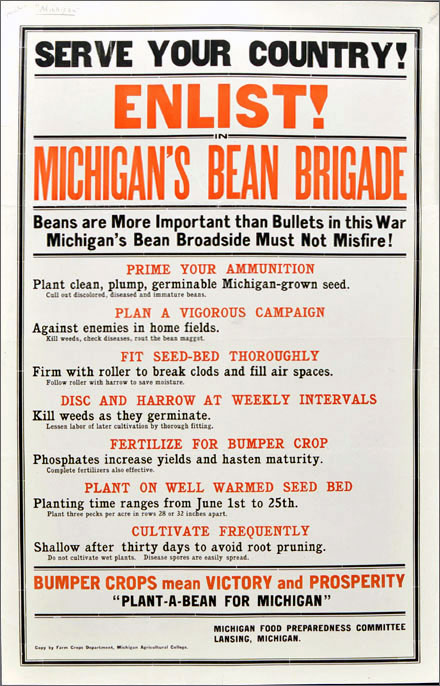 SERVE YOUR COUNTRY!
ENLIST!
IN
MICHIGAN'S BEAN BRIGADE
Beans are More Important than Bullets in this War
Michigan's Bean Broadside Must Not Misfire!
PRIME YOUR AMMUNITION
Plant clean, plump, germinable Michigan-grown seed.
Cull out discolored, diseased and immature beans.
PLAN A VIGOROUS CAMPAIGN
Against enemies in home fields.
Kill weeds, check diseases, rout the bean maggot.
FIT SEED-BED THOROUGHLY
Firm with roller to break clods and fill air spaces.
Follow roller with harrow to save moisture.
DISC AND HARROW AT WEEKLY INTERVALS
Kill weeds as they germinate.
Lessen labor of later cultivation by thorough fitting.
FERTILIZE FOR BUMPER CROP
Phosphates increase yields and hasten maturity.
Complete fertilizers also effective.
PLANT ON WELL WARMED SEED BED
Planting time ranges from June 1st to 25th.
Plant three pecks per acre in rows 28 or 32 inches apart.
CULTIVATE FREQUENTLY
Shallow after thirty days to avoid root pruning.
Do not cultivate wet plants. Disease spores are easily spread.
BUMPER CROPS mean VICTORY and PROSPERITY
"PLANT-A-BEAN FOR MICHIGAN"
MICHIGAN FOOD PREPAREDNESS COMMITTEE
LANSING, MICHIGAN.
Copy by Farm Crops Department, Michigan Agricultural College.